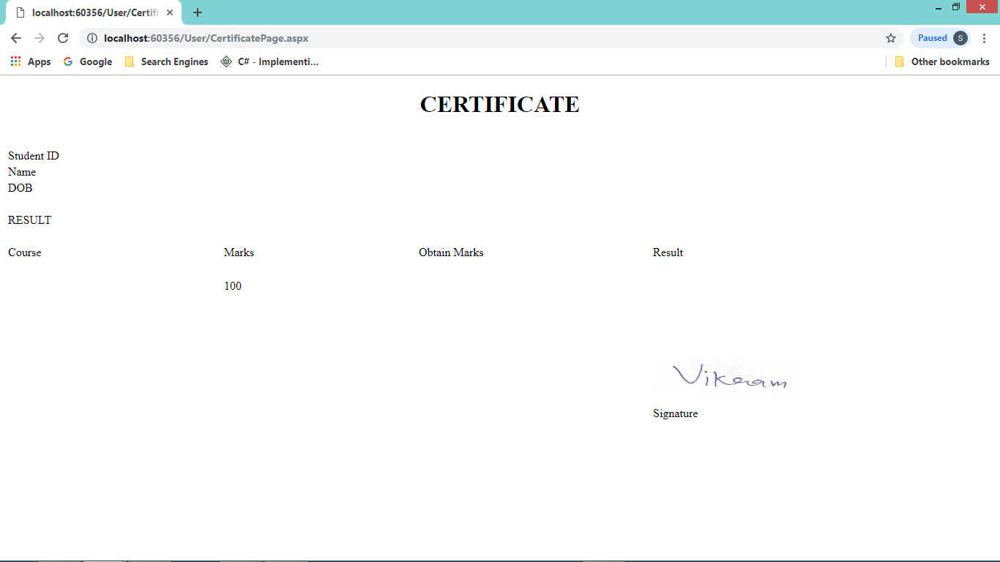 localhost:60356/User/Certifi
localhost:60356/User/CertificatePage.aspx
Paused
S
Apps
Google
Search Engines
C# - Implementi...
Other bookmarks
CERTIFICATE
Student ID
Name
DOB
RESULT
Course Marks Obtain Marks Result
100
Vikram
Signature